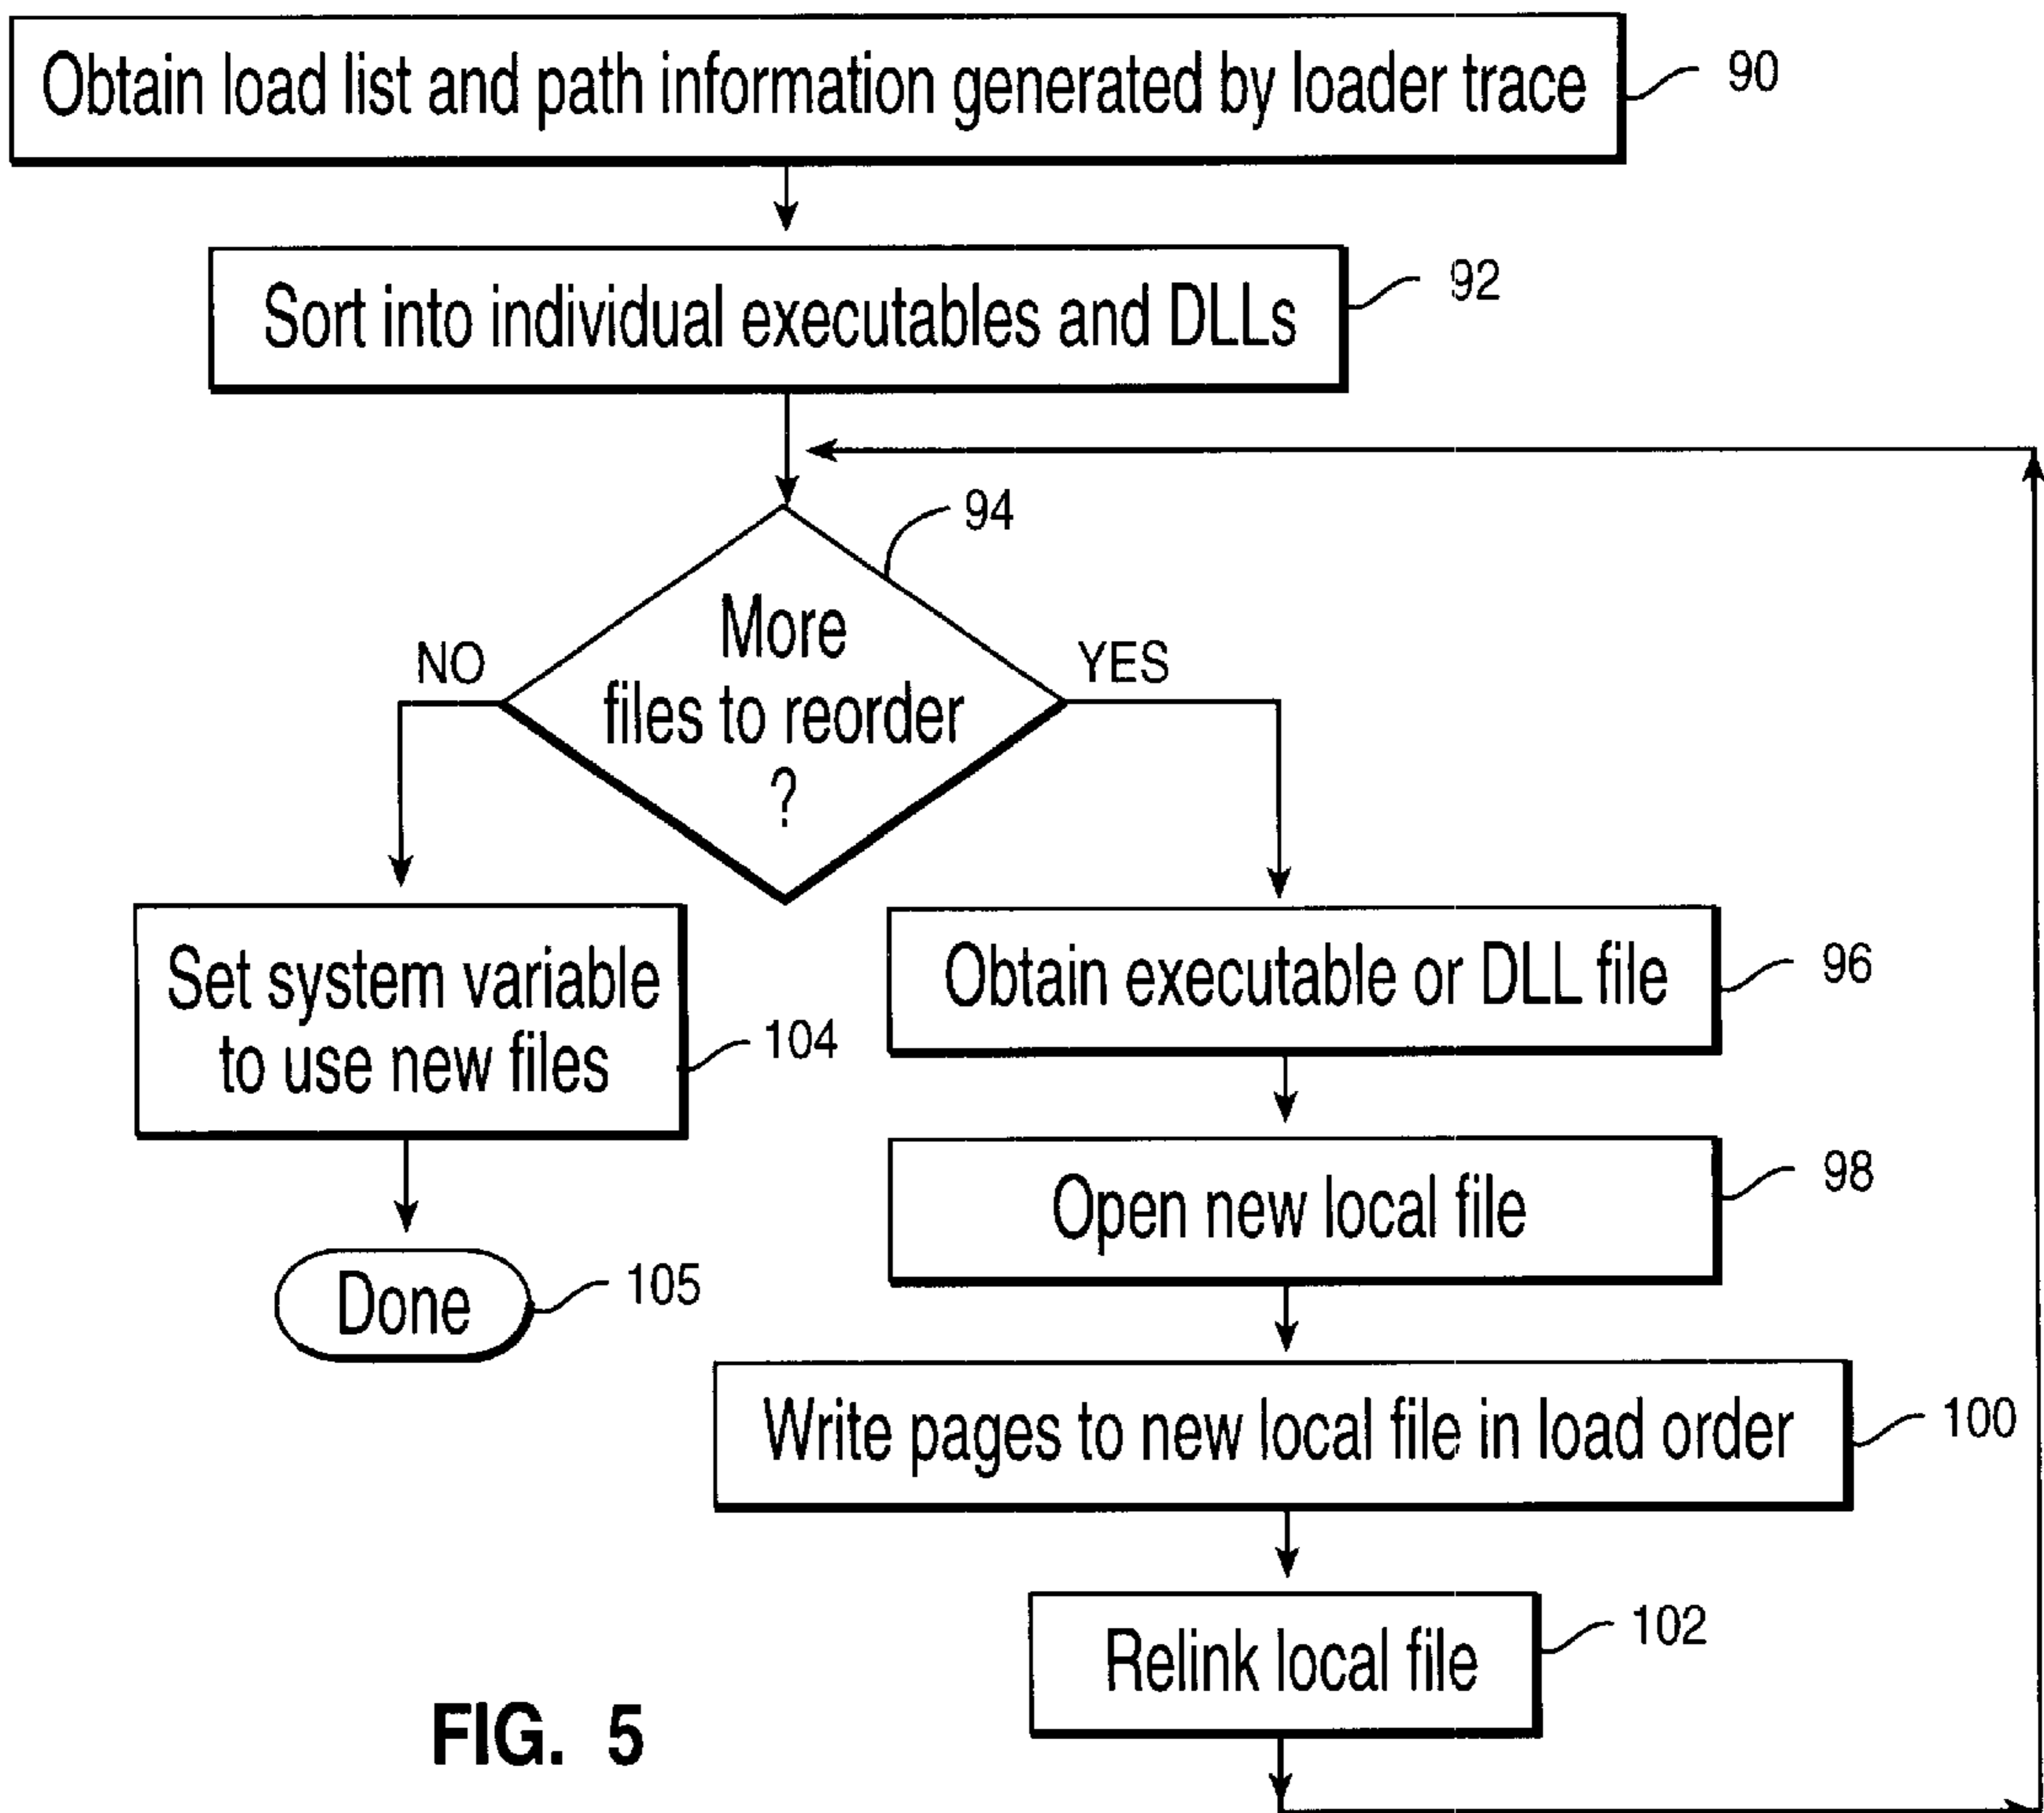 Obtain load list and path information generated by loader trace
90
Sort into individual executables and DLLs
92
94
More
files to reorder
?
NO
YES
Set system variable
to use new files
104
Obtain executable or DLL file
96
Open new local file
98
Done
105
Write pages to new local file in load order
100
Relink local file
102
FIG. 5